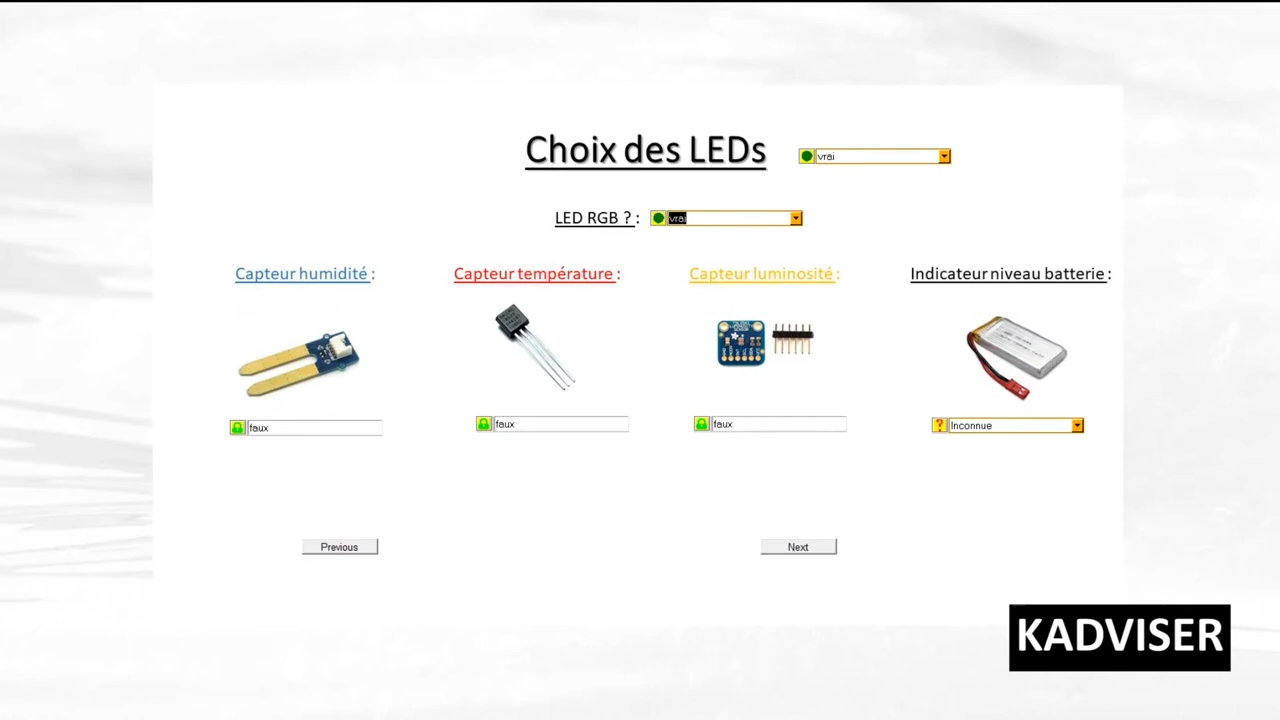 Choix des LEDs
vrai
LED RGB ? :
vrai
Capteur humidité :
Capteur température :
Capteur luminosité :
Indicateur niveau batterie :
faux
faux
faux
? Inconnue
Previous
Next
KADVISER